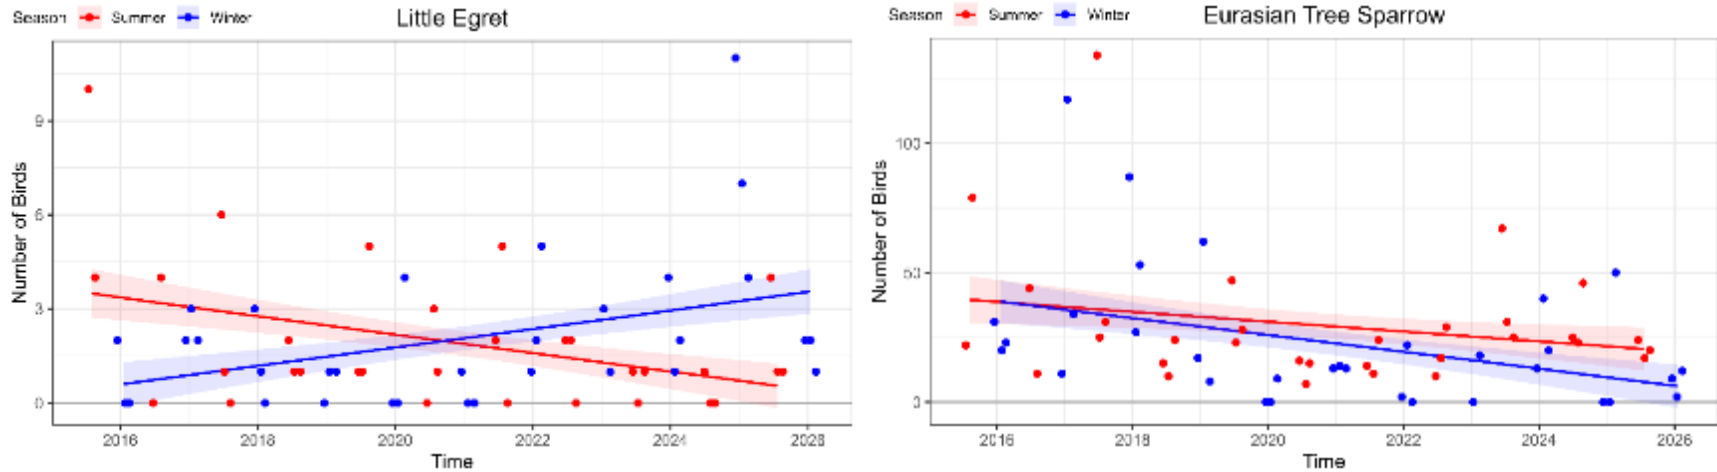 Season Summer Winter Little Egret
Number of Birds
9
6
3
0
2016 2018 2020 2022 2024 2028
Time
Season Summer Winter Eurasian Tree Sparrow
Number of Birds
100
50
0
2016 2018 2020 2022 2024 2026
Time